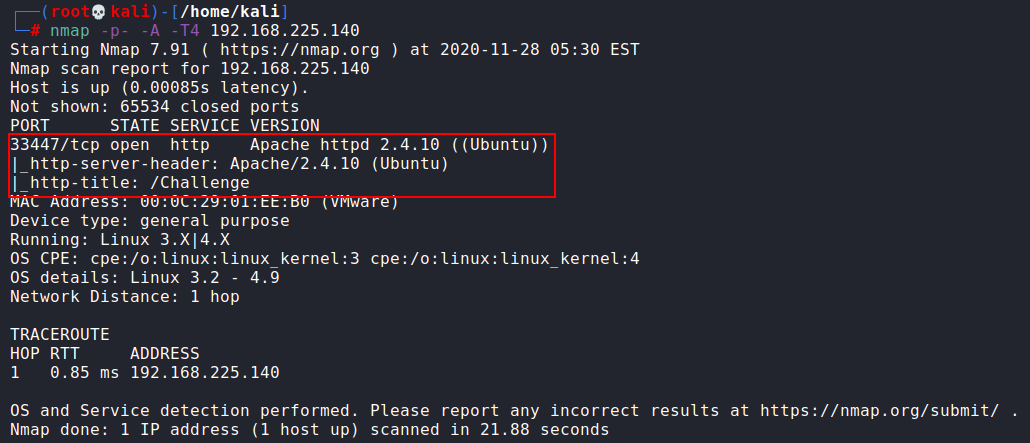 ┌──(root💀kali)-[/home/kali]
└─# nmap -p- -A -T4 192.168.225.140
Starting Nmap 7.91 ( https://nmap.org ) at 2020-11-28 05:30 EST
Nmap scan report for 192.168.225.140
Host is up (0.00085s latency).
Not shown: 65534 closed ports
PORT      STATE SERVICE VERSION
33447/tcp open  http    Apache httpd 2.4.10 ((Ubuntu))
|_http-server-header: Apache/2.4.10 (Ubuntu)
|_http-title: /Challenge
MAC Address: 00:0C:29:01:EE:B0 (VMware)
Device type: general purpose
Running: Linux 3.X|4.X
OS CPE: cpe:/o:linux:linux_kernel:3 cpe:/o:linux:linux_kernel:4
OS details: Linux 3.2 - 4.9
Network Distance: 1 hop

TRACEROUTE
HOP RTT     ADDRESS
1   0.85 ms 192.168.225.140

OS and Service detection performed. Please report any incorrect results at https://nmap.org/submit/ .
Nmap done: 1 IP address (1 host up) scanned in 21.88 seconds